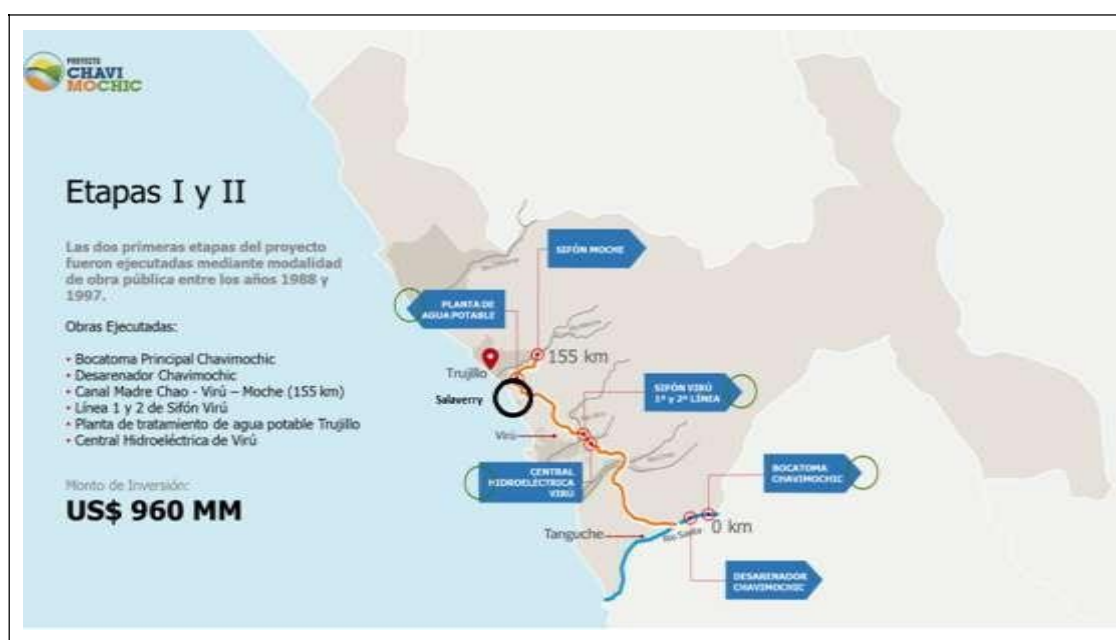 PROYECTO
CHAVI
MOCHIC
Etapas I y II
Las dos primeras etapas del proyecto
fueron ejecutadas mediante modalidad
de obra pública entre los años 1988 y
1997.
Obras Ejecutadas:
• Bocatoma Principal Chavimochic
• Desarenador Chavimochic
• Canal Madre Chao - Virú – Moche (155 km)
• Línea 1 y 2 de Sifón Virú
• Planta de tratamiento de agua potable Trujillo
• Central Hidroeléctrica de Virú
Monto de Inversión:
US$ 960 MM
SIFÓN MOCHE
PLANTA DE
AGUA POTABLE
155 km
Trujillo
Salaverry
SIFÓN VIRÚ
1º y 2º LÍNEA
Virú
CENTRAL
HIDROELÉCTRICA
VIRÚ
BOCATOMA
CHAVIMOCHIC
0 km
Tanguche
Río Santa
DESARENADOR
CHAVIMOCHIC